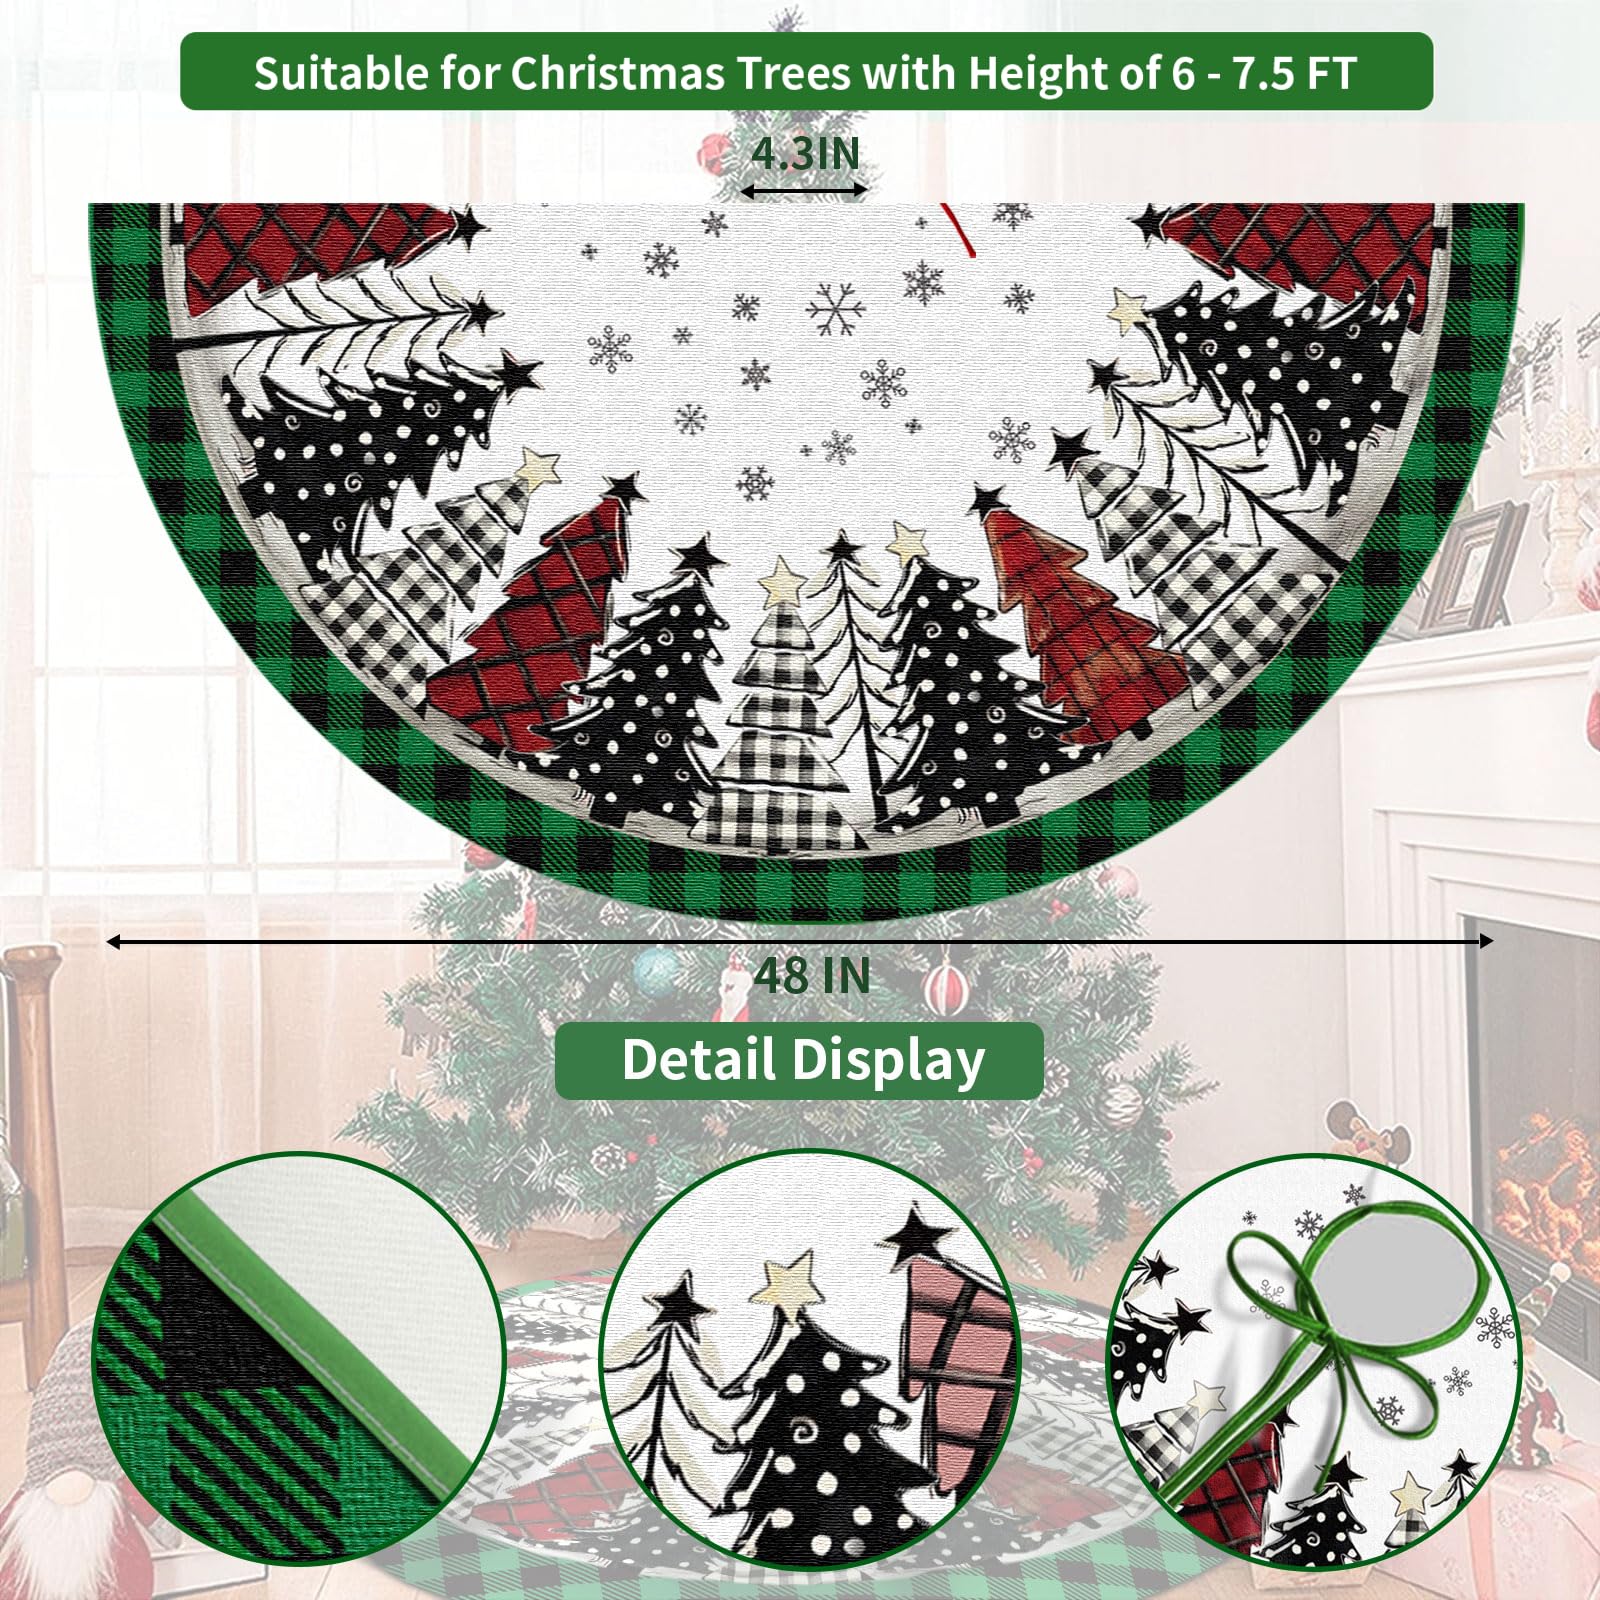 Suitable for Christmas Trees with Height of 6 - 7.5 FT
4.3IN
48 IN
Detail Display